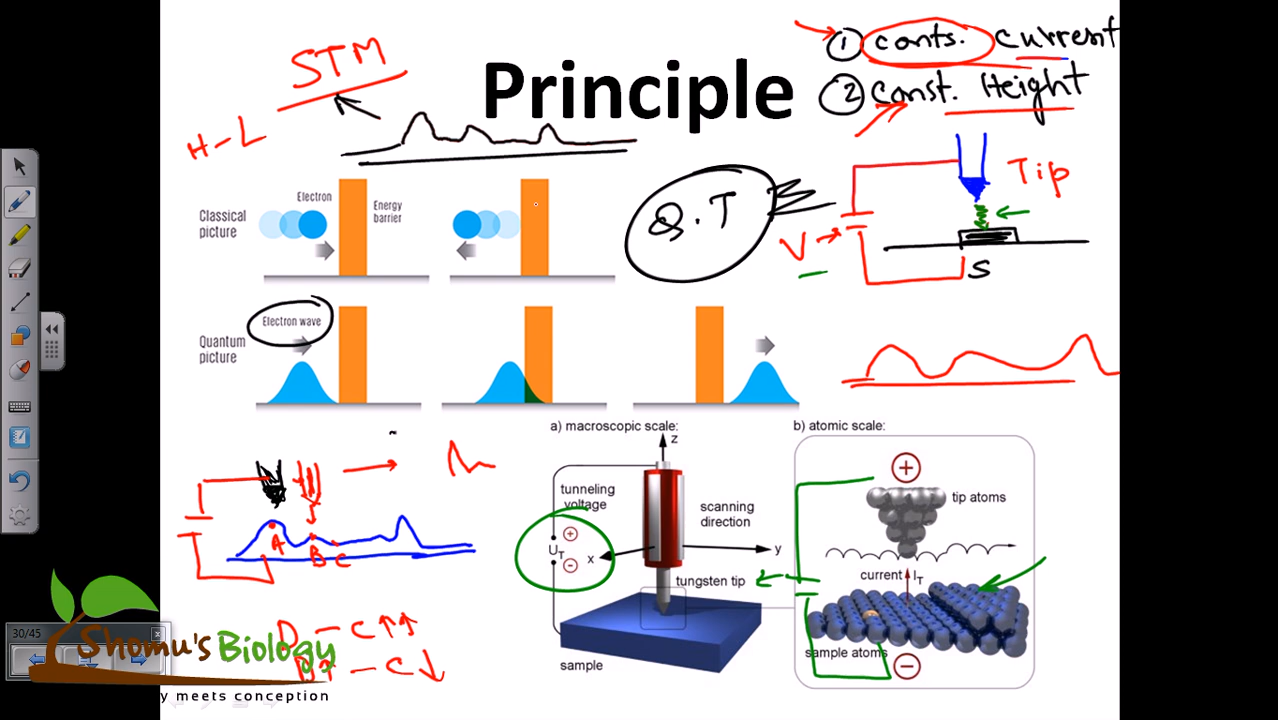 STM
Principle
① conts. current
② const. Height
H-L
Q.T
Tip
V
S
Classical picture
Electron
Energy barrier
Quantum picture
Electron wave
a) macroscopic scale:
z
tunneling voltage
scanning direction
U_T
x
y
tungsten tip
sample
b) atomic scale:
tip atoms
current I_T
sample atoms
A
B
C
D - C ↑↑
- C ↓
30/45
Shomu's Biology
y meets conception